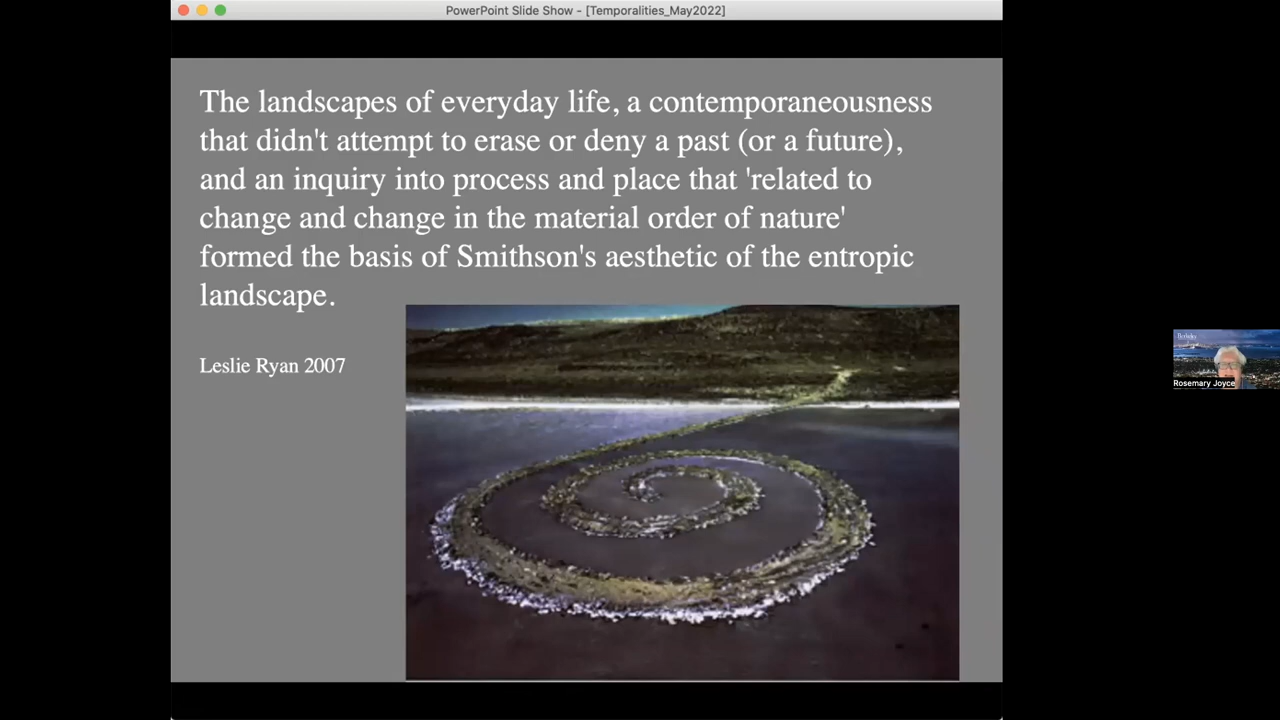 PowerPoint Slide Show - [Temporalities_May2022]
The landscapes of everyday life, a contemporaneousness
that didn't attempt to erase or deny a past (or a future),
and an inquiry into process and place that 'related to
change and change in the material order of nature'
formed the basis of Smithson's aesthetic of the entropic
landscape.
Leslie Ryan 2007
Berkeley
Rosemary Joyce